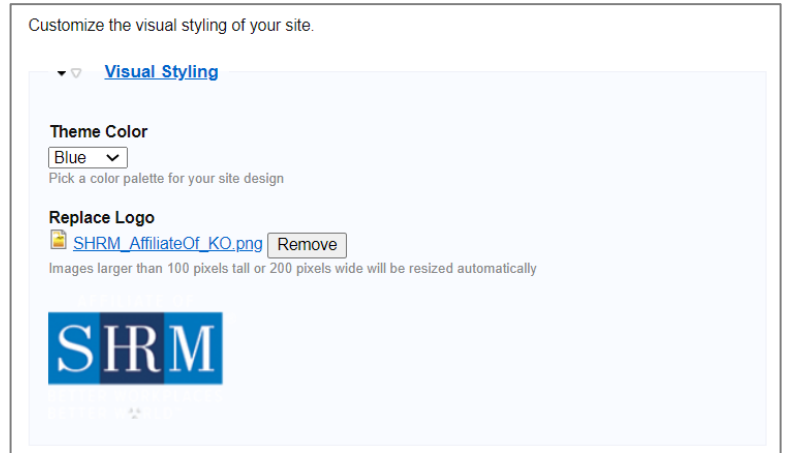 Customize the visual styling of your site.
Visual Styling
Theme Color
Blue
Pick a color palette for your site design
Replace Logo
SHRM_AffiliateOf_KO.png Remove
Images larger than 100 pixels tall or 200 pixels wide will be resized automatically
SHRM